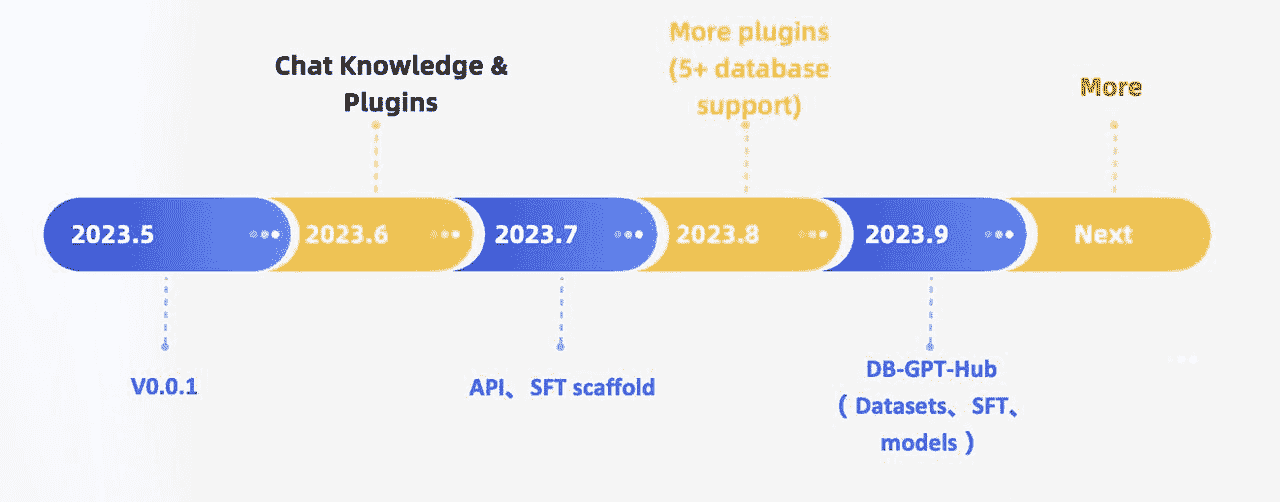 Chat Knowledge &
Plugins
More plugins
(5+ database
support)
More
2023.5
2023.6
2023.7
2023.8
2023.9
Next
V0.0.1
API、SFT scaffold
DB-GPT-Hub
( Datasets、SFT、
models )